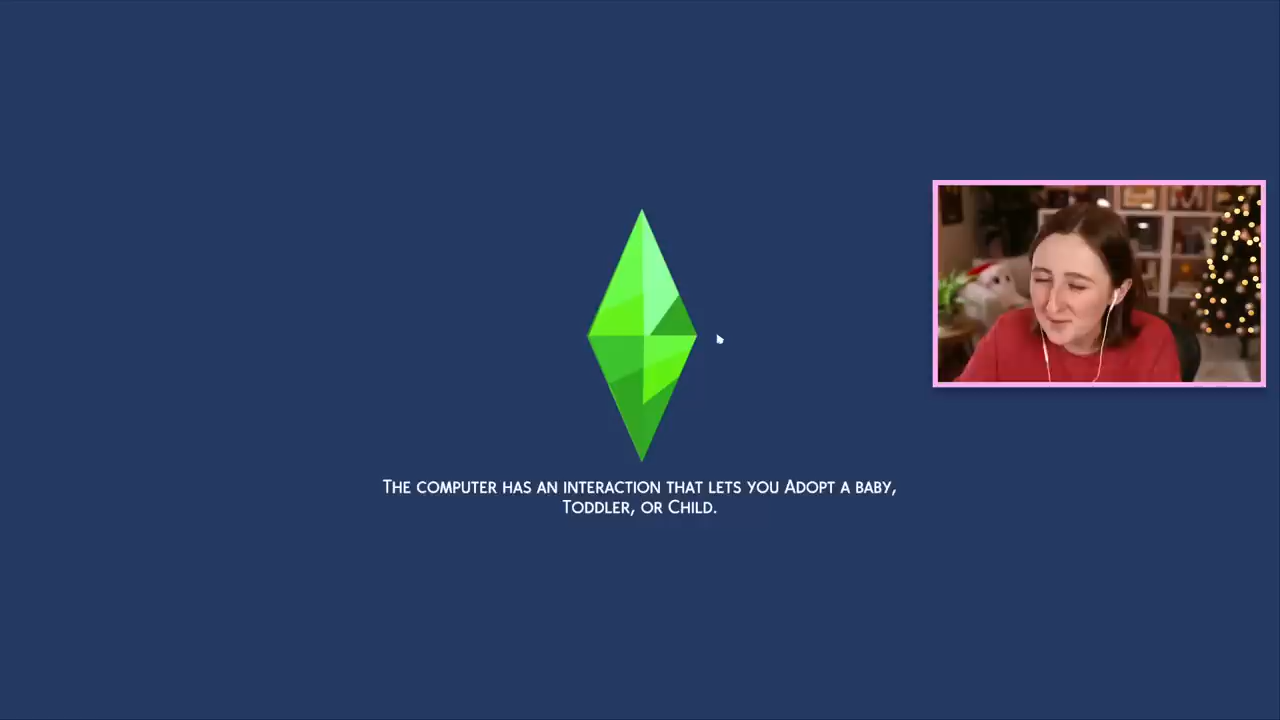 The computer has an interaction that lets you Adopt a baby,
Toddler, or Child.